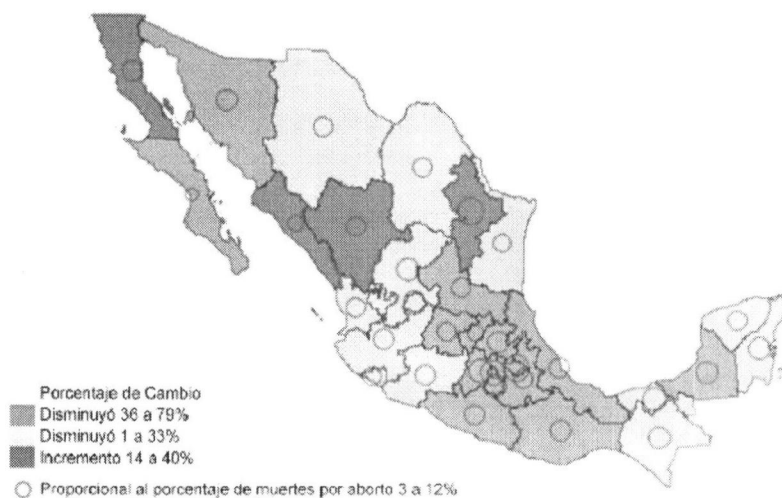 Porcentaje de Cambio
Disminuyó 36 a 79%
Disminuyó 1 a 33%
Incremento 14 a 40%
Proporcional al porcentaje de muertes por aborto 3 a 12%